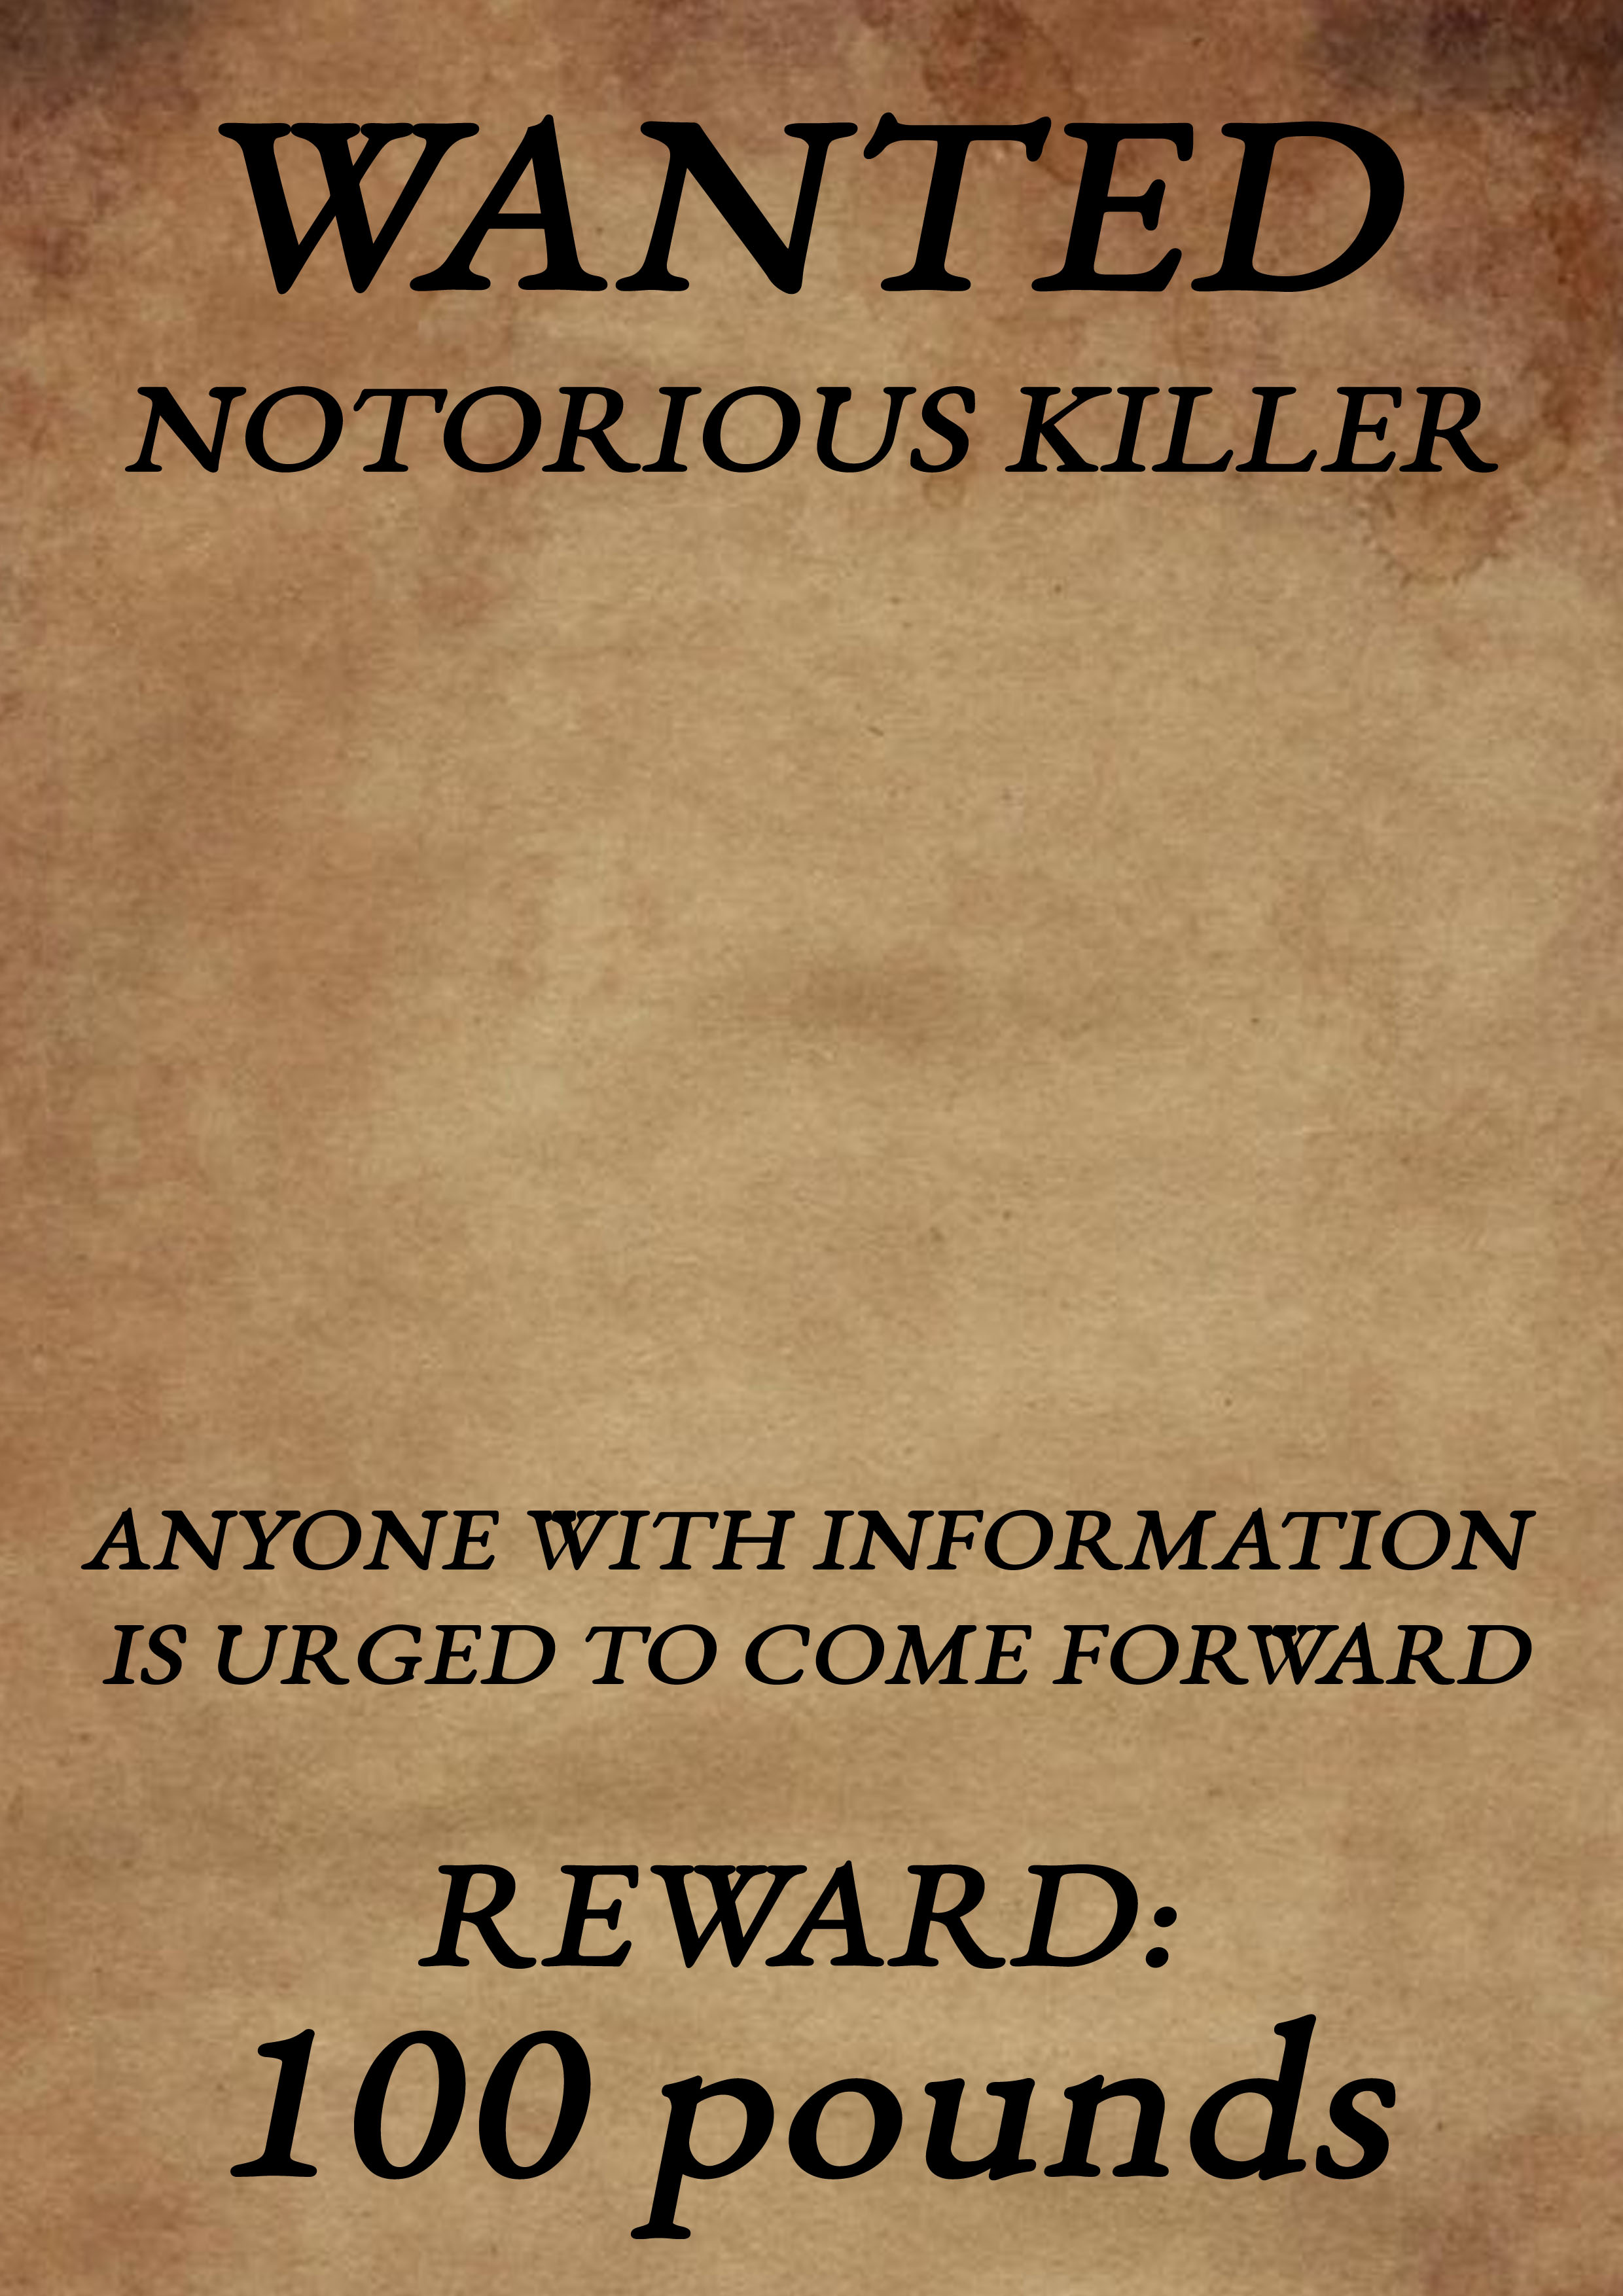 WANTED
NOTORIOUS KILLER
ANYONE WITH INFORMATION
IS URGED TO COME FORWARD
REWARD:
100 pounds